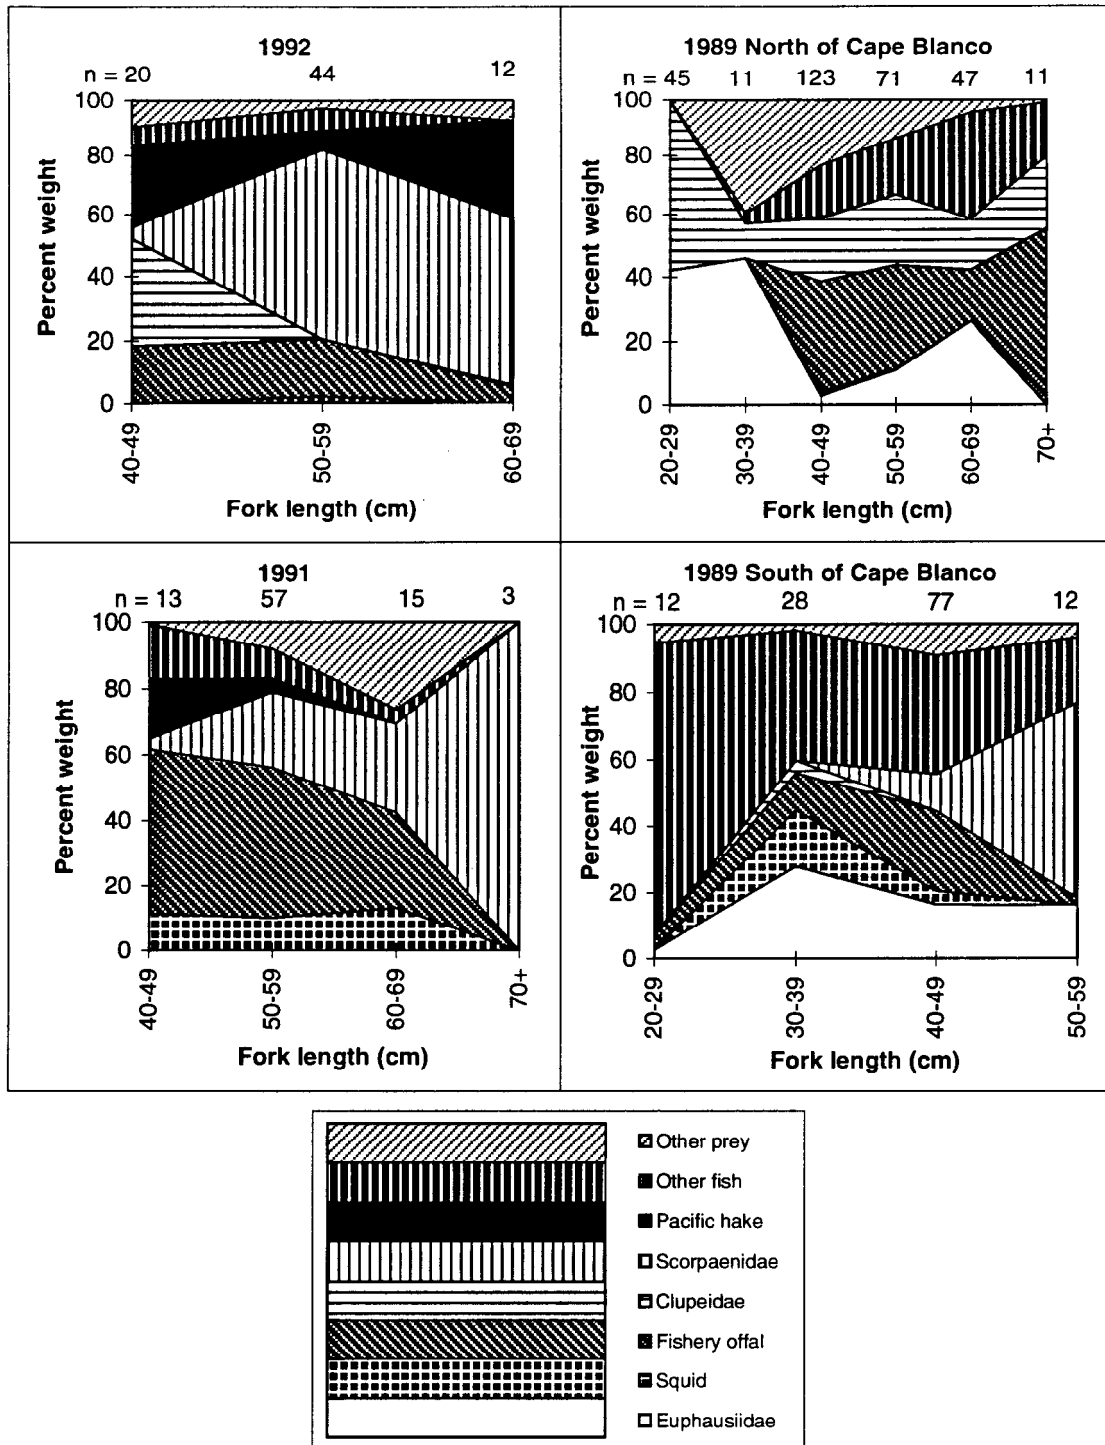 1992
n = 20 44 12
100
80
60
40
20
0
Percent weight
40-49
50-59
60-69
Fork length (cm)
1989 North of Cape Blanco
n = 45 11 123 71 47 11
100
80
60
40
20
0
Percent weight
20-29
30-39
40-49
50-59
60-69
70+
Fork length (cm)
1991
n = 13 57 15 3
100
80
60
40
20
0
Percent weight
40-49
50-59
60-69
70+
Fork length (cm)
1989 South of Cape Blanco
n = 12 28 77 12
100
80
60
40
20
0
Percent weight
20-29
30-39
40-49
50-59
Fork length (cm)
Other prey
Other fish
Pacific hake
Scorpaenidae
Clupeidae
Fishery offal
Squid
Euphausiidae